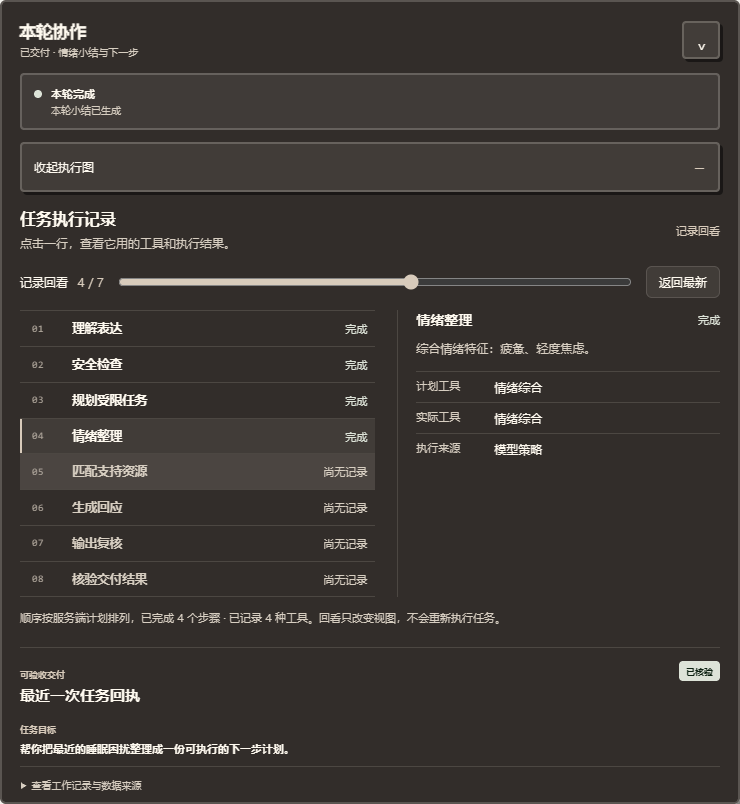 本轮协作
已交付 · 情绪小结与下一步
v
本轮完成
本轮小结已生成
收起执行图
—
任务执行记录
点击一行，查看它用的工具和执行结果。
记录回看
记录回看 4 / 7
返回最新
01 理解表达 完成
02 安全检查 完成
03 规划受限任务 完成
04 情绪整理 完成
05 匹配支持资源 尚无记录
06 生成回应 尚无记录
07 输出复核 尚无记录
08 核验交付结果 尚无记录
情绪整理 完成
综合情绪特征：疲惫、轻度焦虑。
计划工具 情绪综合
实际工具 情绪综合
执行来源 模型策略
顺序按服务端计划排列，已完成 4 个步骤 · 已记录 4 种工具。回看只改变视图，不会重新执行任务。
可验收交付
已核验
最近一次任务回执
任务目标
帮你把最近的睡眠困扰整理成一份可执行的下一步计划。
查看工作记录与数据来源